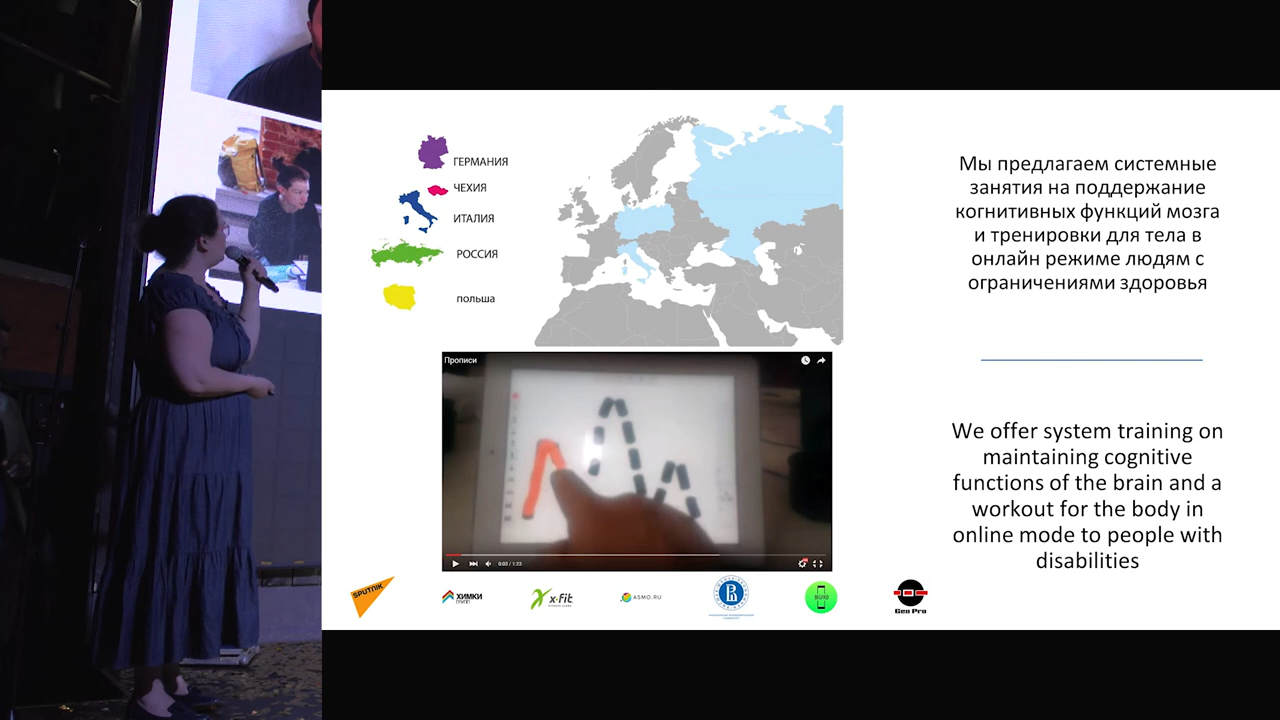 ГЕРМАНИЯ
ЧЕХИЯ
ИТАЛИЯ
РОССИЯ
польша
Мы предлагаем системные
занятия на поддержание
когнитивных функций мозга
и тренировки для тела в
онлайн режиме людям с
ограничениями здоровья
We offer system training on
maintaining cognitive
functions of the brain and a
workout for the body in
online mode to people with
disabilities
Прописи
0:03 / 1:23
SPUTNIK
ХИМКИ
ГРУПП
x-Fit
ASMO.RU
Geo Pro